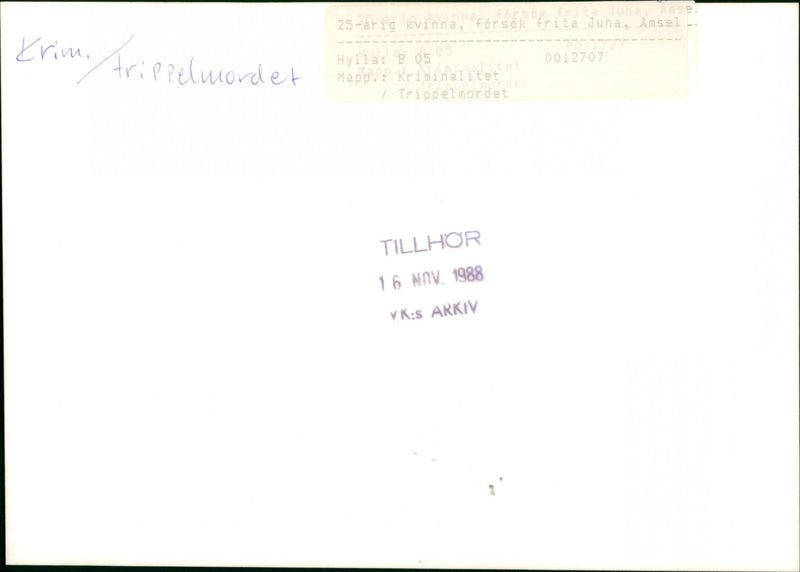 Krim. / trippelmordet
25-årig kvinna, försök frita Juha, Åmsel
Hylla: B 05 0012707
Mapp.: Kriminalitet
/ Trippelmordet
TILLHÖR
16 NOV. 1988
VK:s ARKIV